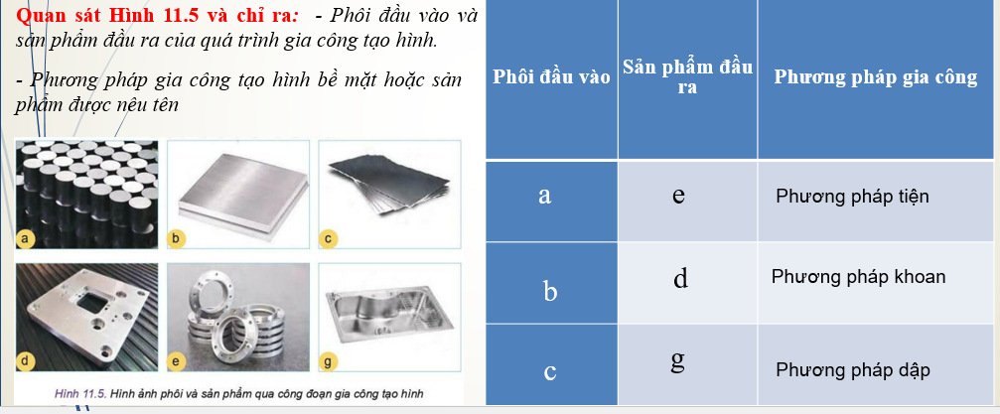 Quan sát Hình 11.5 và chỉ ra: - Phôi đầu vào và
sản phẩm đầu ra của quá trình gia công tạo hình.
- Phương pháp gia công tạo hình bề mặt hoặc sản
phẩm được nêu tên
a
b
c
d
e
g
Hình 11.5. Hình ảnh phôi và sản phẩm qua công đoạn gia công tạo hình
Phôi đầu vào
Sản phẩm đầu
ra
Phương pháp gia công
a
e
Phương pháp tiện
b
d
Phương pháp khoan
c
g
Phương pháp dập